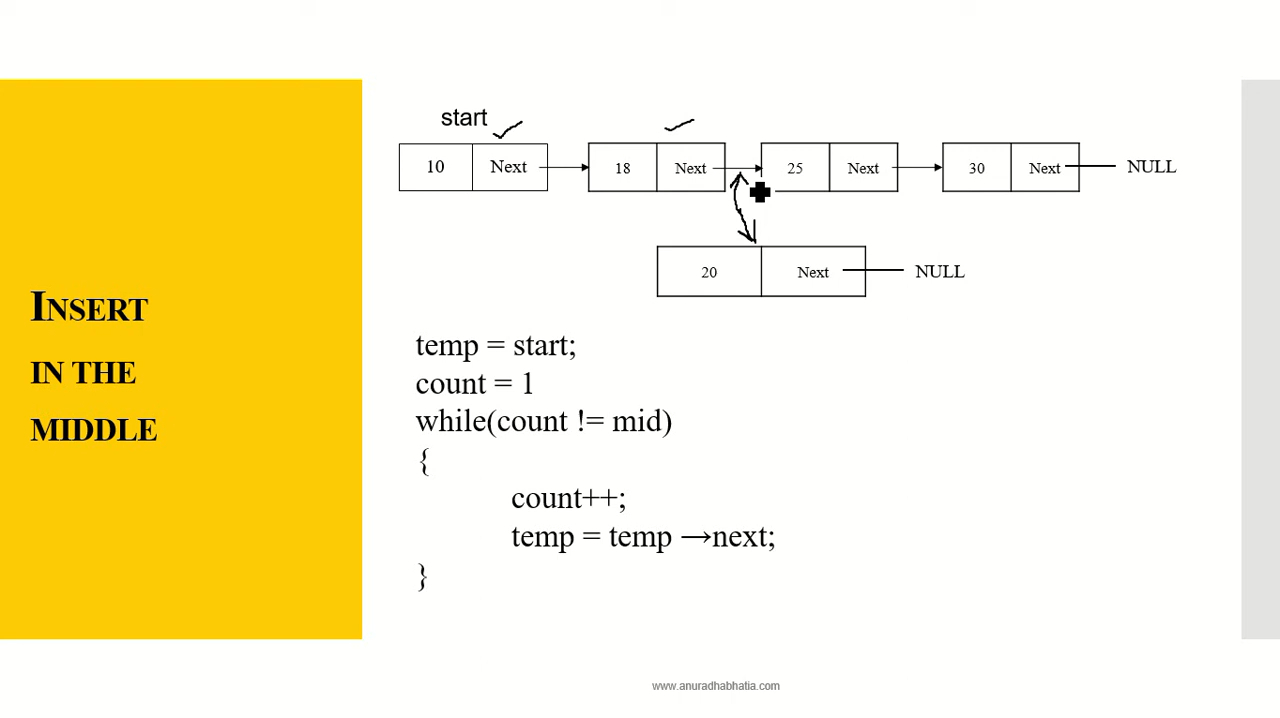 INSERT
IN THE
MIDDLE
start
10 Next 18 Next 25 Next 30 Next NULL
20 Next NULL
temp = start;
count = 1
while(count != mid)
{
count++;
temp = temp →next;
}
www.anuradhabhatia.com